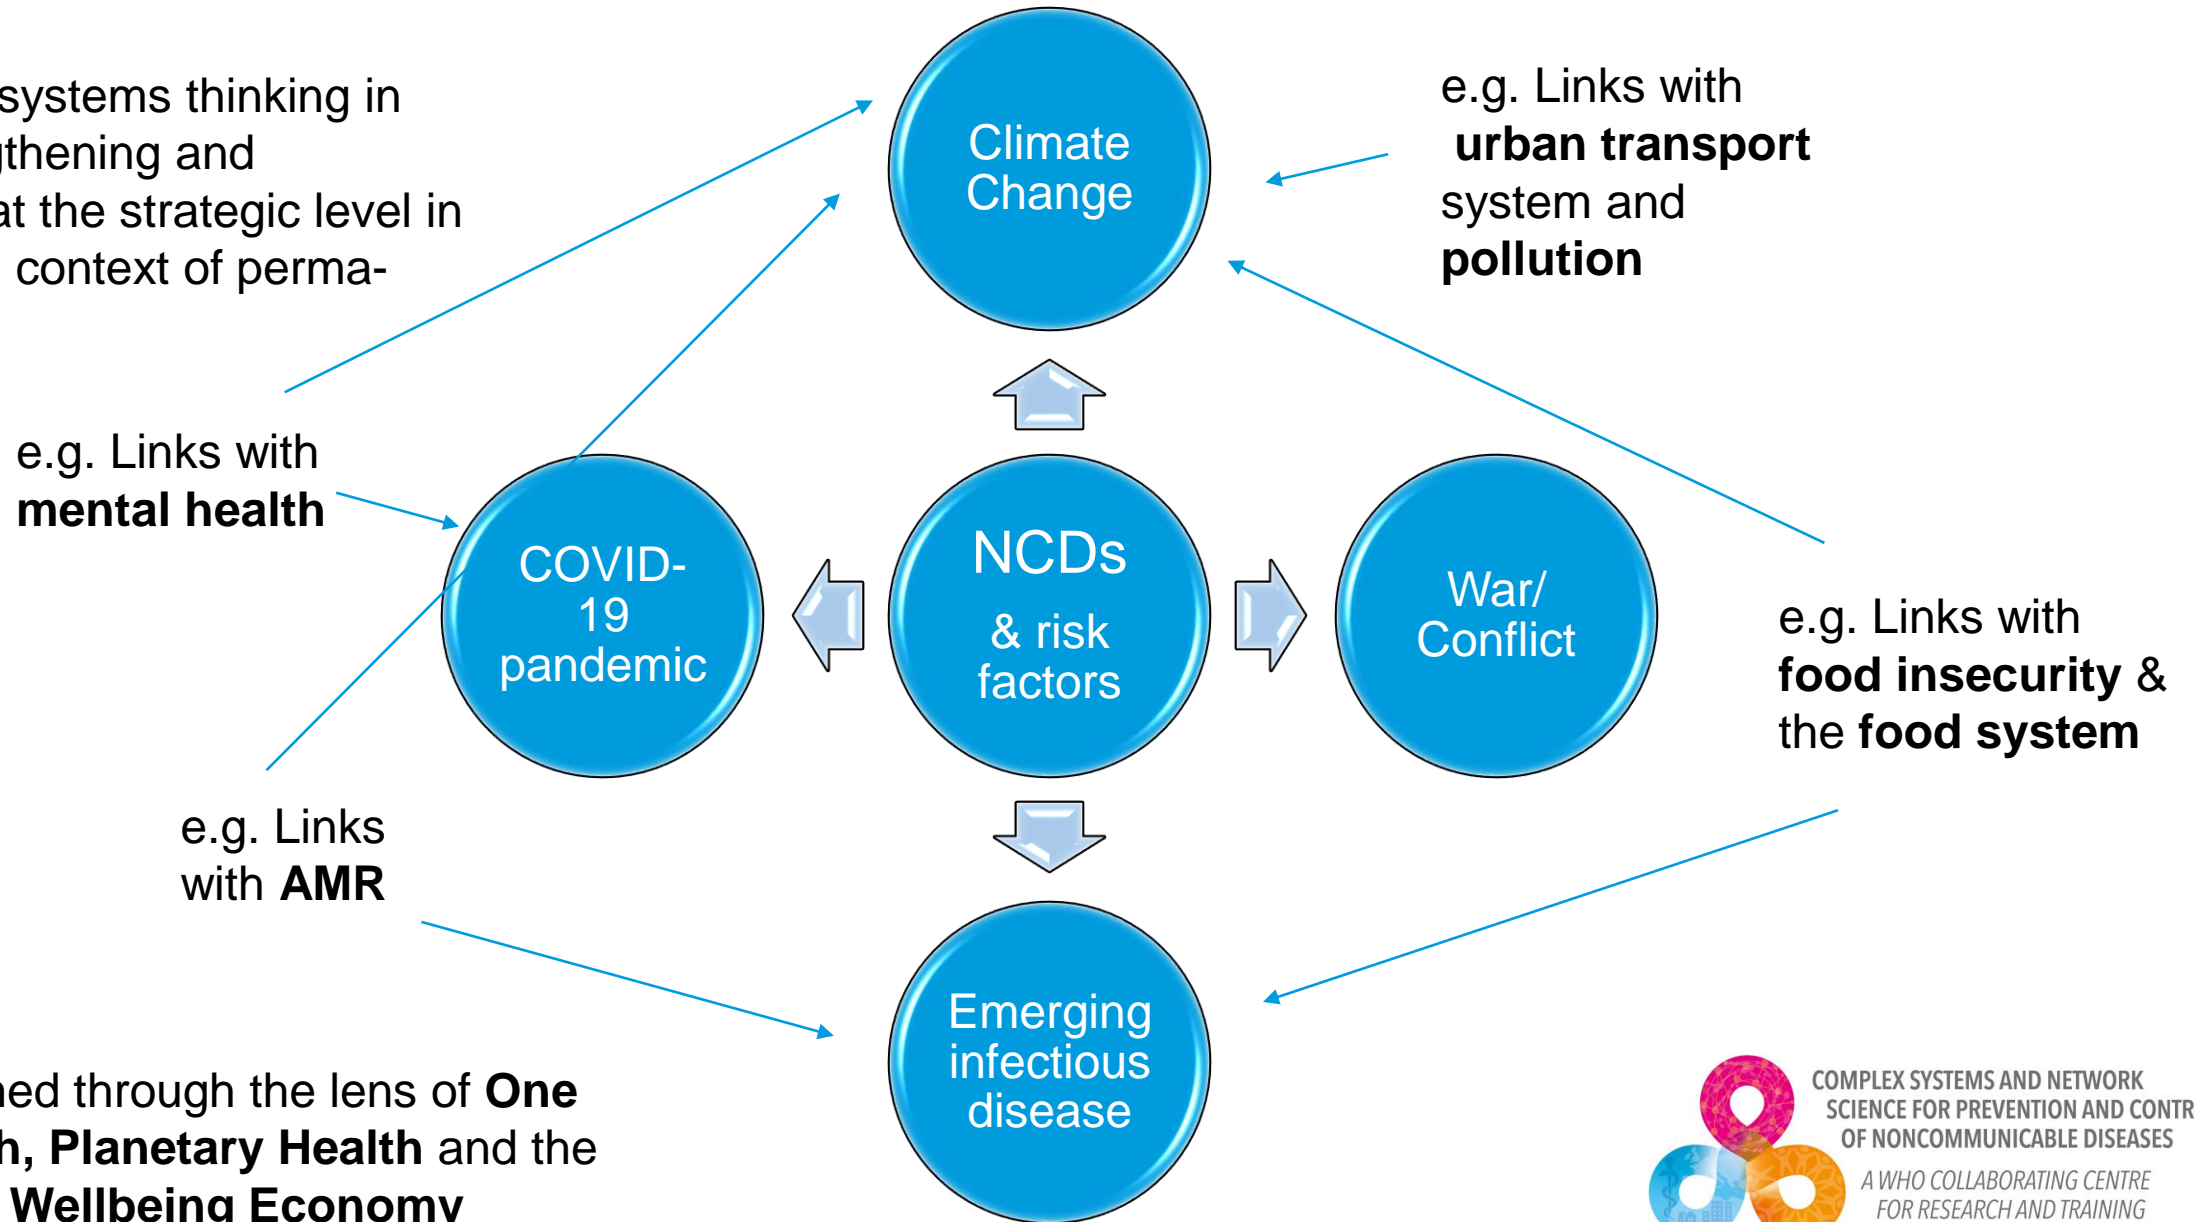 systems thinking in
gthening and
at the strategic level in
context of perma-
Climate
Change
e.g. Links with
urban transport
system and
pollution
e.g. Links with
mental health
COVID-
19
pandemic
NCDs
& risk
factors
War/
Conflict
e.g. Links with
food insecurity &
the food system
e.g. Links
with AMR
Emerging
infectious
disease
ned through the lens of One
h, Planetary Health and the
Wellbeing Economy
COMPLEX SYSTEMS AND NETWORK
SCIENCE FOR PREVENTION AND CONTR
OF NONCOMMUNICABLE DISEASES
A WHO COLLABORATING CENTRE
FOR RESEARCH AND TRAINING